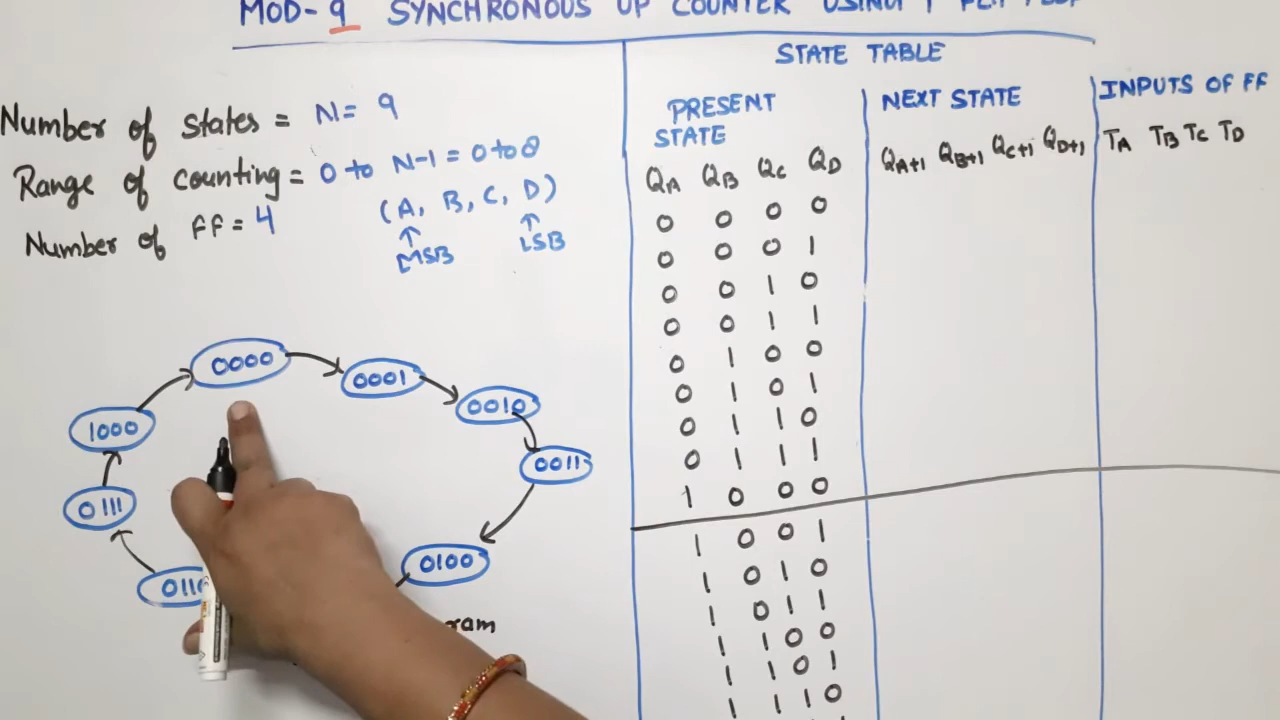 MOD-9 SYNCHRONOUS UP COUNTER USING T FLIP FLOP
Number of states = N = 9
Range of counting = 0 to N-1 = 0 to 8
Number of FF = 4
(A, B, C, D)
↑ ↑
MSB LSB
0000
0001
0010
0011
0100
0110
0111
1000
STATE TABLE
PRESENT STATE
NEXT STATE
INPUTS OF FF
QA QB QC QD
QA+1 QB+1 QC+1 QD+1
TA TB TC TD
0 0 0 0
0 0 0 1
0 0 1 0
0 0 1 1
0 1 0 0
0 1 0 1
0 1 1 0
0 1 1 1
1 0 0 0
1 0 0 1
1 0 1 0
1 0 1 1
1 1 0 0
1 1 0 1
1 1 1 0